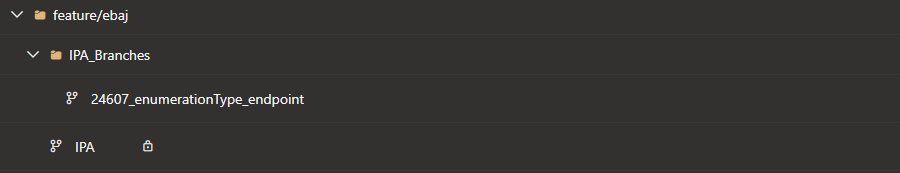 feature/ebaj
IPA_Branches
24607_enumerationType_endpoint
IPA